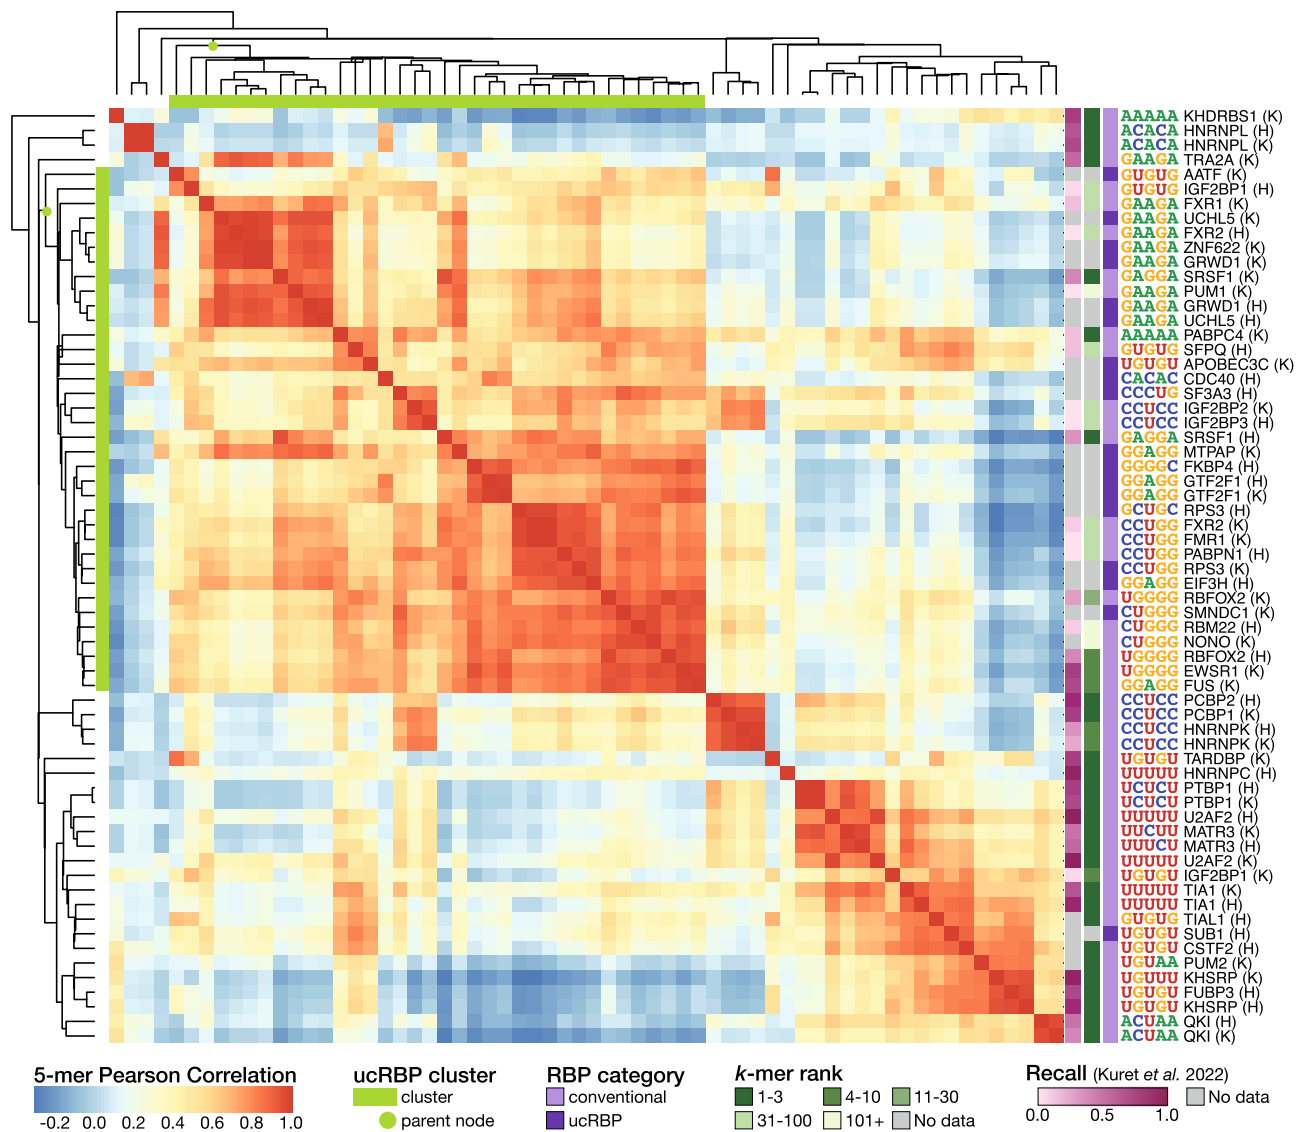 AAAAA KHDRBS1 (K)
ACACA HNRNPL (H)
ACACA HNRNPL (K)
GAAGA TRA2A (K)
GUGUG AATF (K)
GUGUG IGF2BP1 (H)
GAAGA FXR1 (K)
GAAGA UCHL5 (K)
GAAGA FXR2 (H)
GAAGA ZNF622 (K)
GAAGA GRWD1 (K)
GAGGA SRSF1 (K)
GAAGA PUM1 (K)
GAAGA GRWD1 (H)
GAAGA UCHL5 (H)
AAAAA PABPC4 (K)
GUGUG SFPQ (H)
UGUGU APOBEC3C (K)
CACAC CDC40 (H)
CCCUG SF3A3 (H)
CCUCC IGF2BP2 (K)
CCUCC IGF2BP3 (H)
GAGGA SRSF1 (H)
GGAGG MTPAP (K)
GGGGC FKBP4 (H)
GGAGG GTF2F1 (H)
GGAGG GTF2F1 (K)
GCUGC RPS3 (H)
CCUGG FXR2 (K)
CCUGG FMR1 (K)
CCUGG PABPN1 (H)
CCUGG RPS3 (K)
GGAGG EIF3H (H)
UGGGG RBFOX2 (K)
CUGGG SMNDC1 (K)
CUGGG RBM22 (H)
CUGGG NONO (K)
UGGGG RBFOX2 (H)
UGGGG EWSR1 (K)
GGAGG FUS (K)
CCUCC PCBP2 (H)
CCUCC PCBP1 (K)
CCUCC HNRNPK (H)
CCUCC HNRNPK (K)
UGUGU TARDBP (K)
UUUUU HNRNPC (H)
UCUCU PTBP1 (H)
UCUCU PTBP1 (K)
UUUUU U2AF2 (H)
UUCUU MATR3 (K)
UUUCU MATR3 (H)
UUUUU U2AF2 (K)
UGUGU IGF2BP1 (K)
UUUUU TIA1 (K)
UUUUU TIA1 (H)
GUGUG TIAL1 (H)
UGUGU SUB1 (H)
UGUGU CSTF2 (H)
UGUAA PUM2 (K)
UGUUU KHSRP (K)
UGUGU FUBP3 (H)
UGUGU KHSRP (H)
ACUAA QKI (H)
ACUAA QKI (K)
5-mer Pearson Correlation
-0.2 0.0 0.2 0.4 0.6 0.8 1.0
ucRBP cluster
cluster
parent node
RBP category
conventional
ucRBP
k-mer rank
1-3 4-10 11-30
31-100 101+ No data
Recall (Kuret et al. 2022)
0.0 0.5 1.0
No data